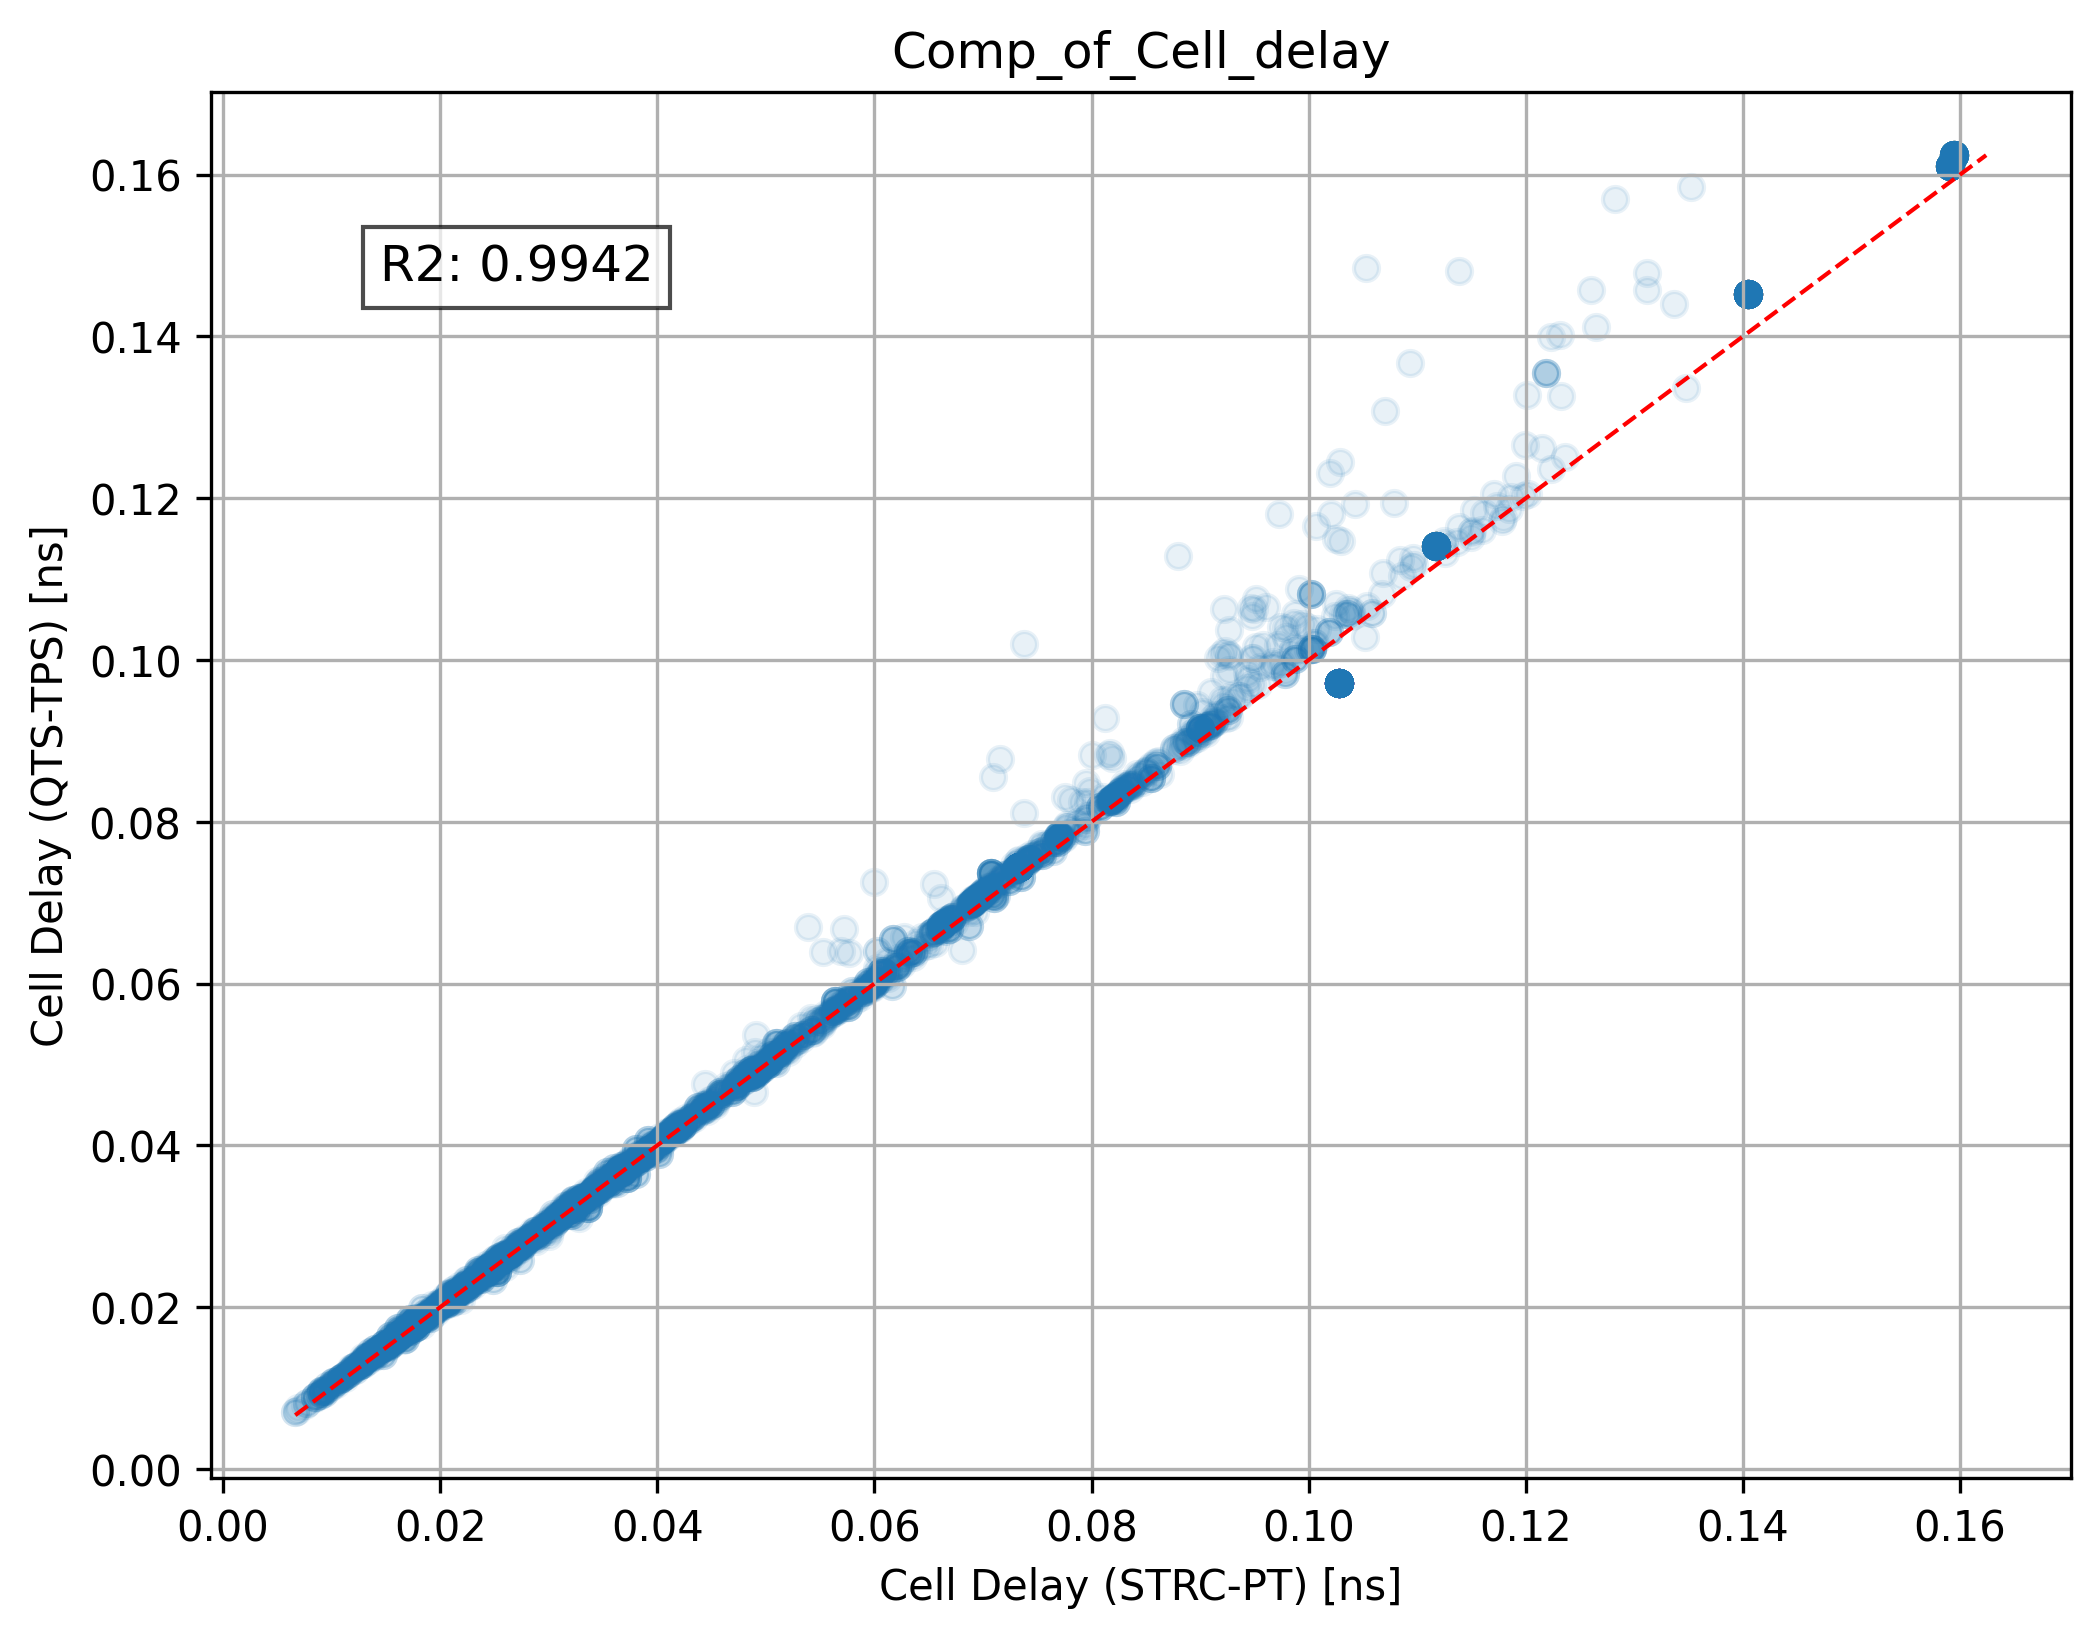 Comp_of_Cell_delay
0.16
0.14
0.12
0.10
0.08
0.06
0.04
0.02
0.00
Cell Delay (QTS-TPS) [ns]
R2: 0.9942
0.00 0.02 0.04 0.06 0.08 0.10 0.12 0.14 0.16
Cell Delay (STRC-PT) [ns]